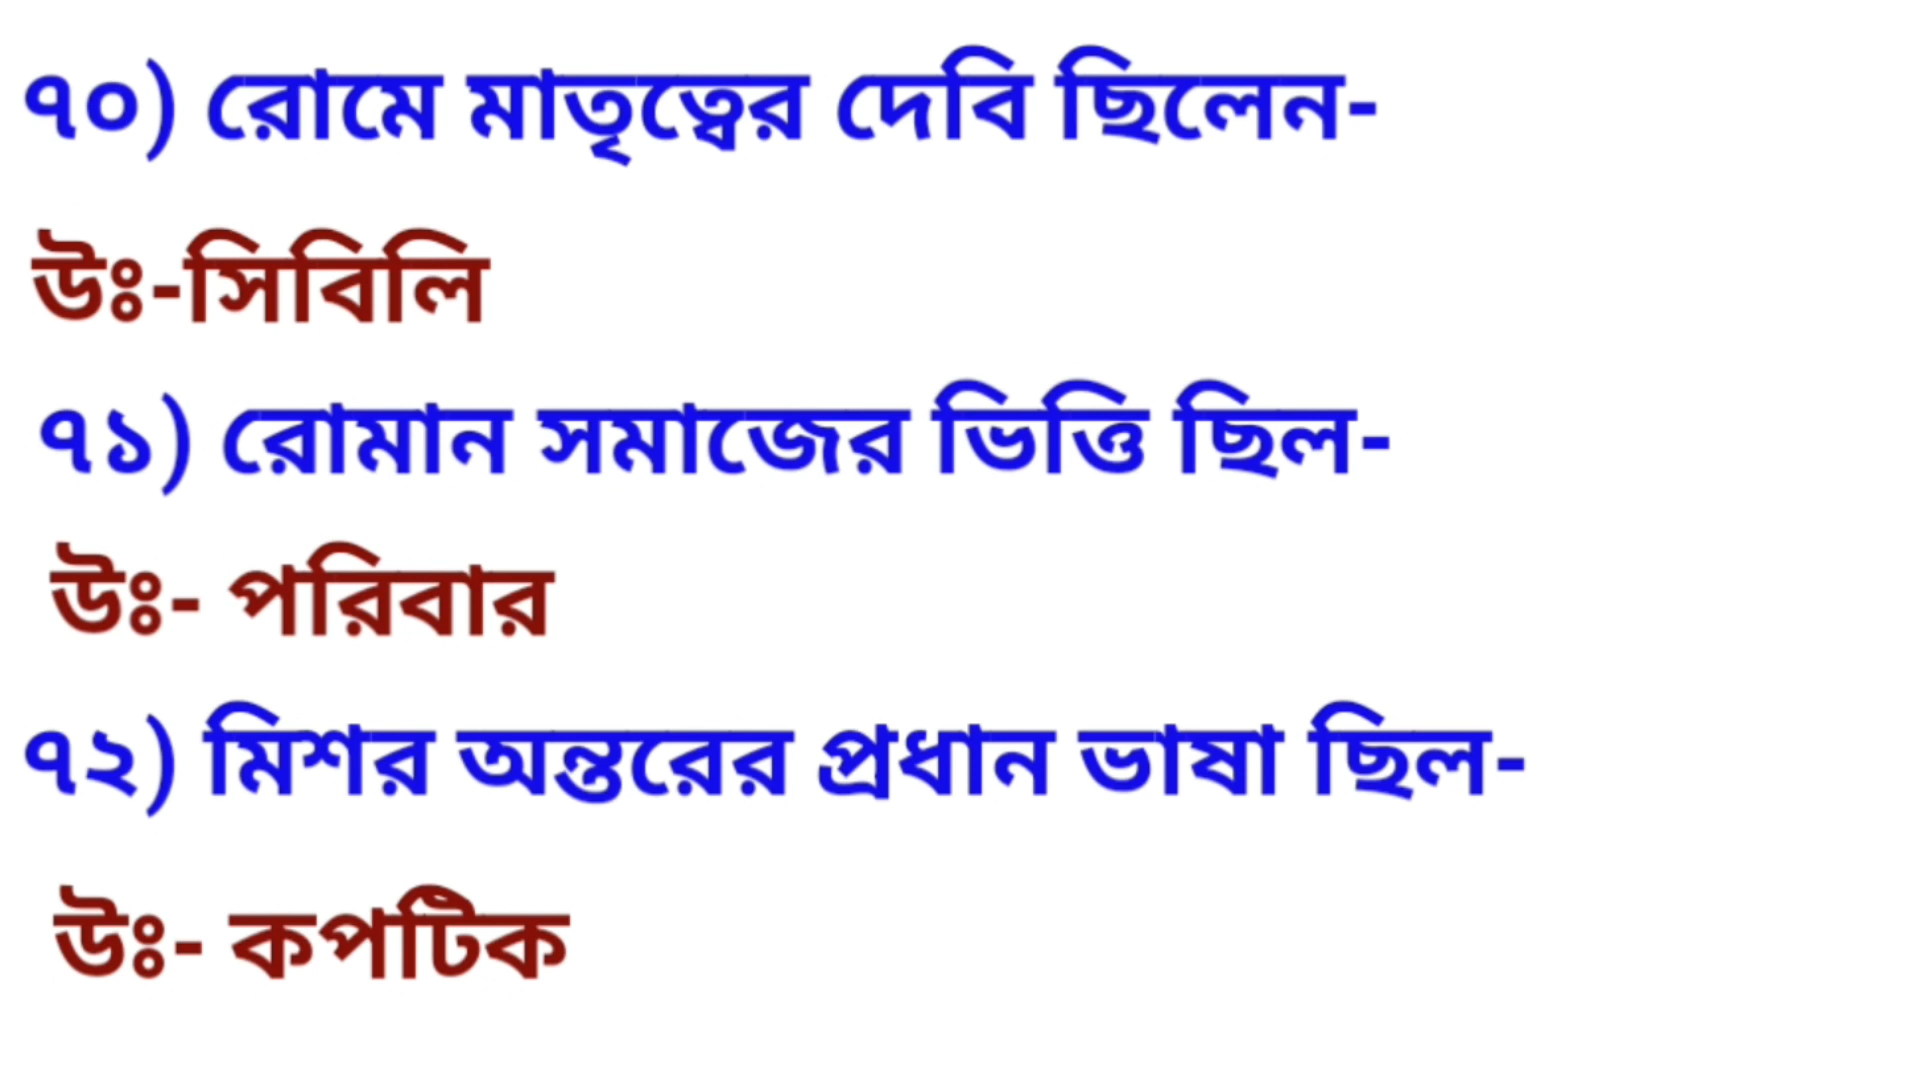 ৭০) রোমে মাতৃত্বের দেবি ছিলেন-
উঃ-সিবিলি
৭১) রোমান সমাজের ভিত্তি ছিল-
উঃ- পরিবার
৭২) মিশর অন্তরের প্রধান ভাষা ছিল-
উঃ- কপটিক